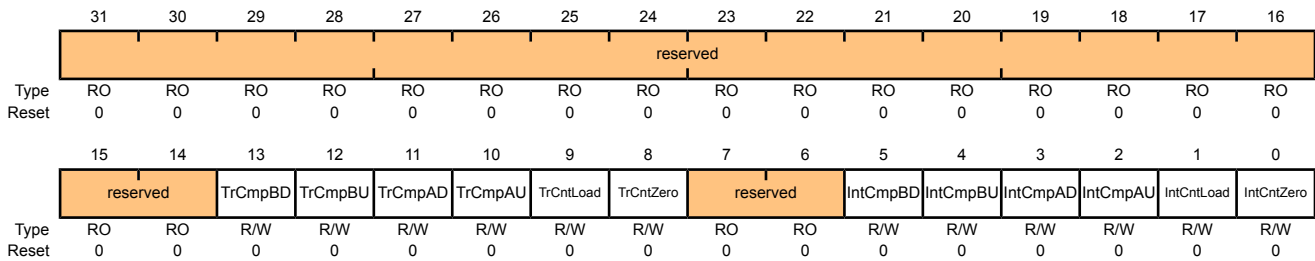 31 30 29 28 27 26 25 24 23 22 21 20 19 18 17 16
reserved
Type RO RO RO RO RO RO RO RO RO RO RO RO RO RO RO RO
Reset 0 0 0 0 0 0 0 0 0 0 0 0 0 0 0 0
15 14 13 12 11 10 9 8 7 6 5 4 3 2 1 0
reserved TrCmpBD TrCmpBU TrCmpAD TrCmpAU TrCntLoad TrCntZero reserved IntCmpBD IntCmpBU IntCmpAD IntCmpAU IntCntLoad IntCntZero
Type RO RO R/W R/W R/W R/W R/W R/W RO RO R/W R/W R/W R/W R/W R/W
Reset 0 0 0 0 0 0 0 0 0 0 0 0 0 0 0 0